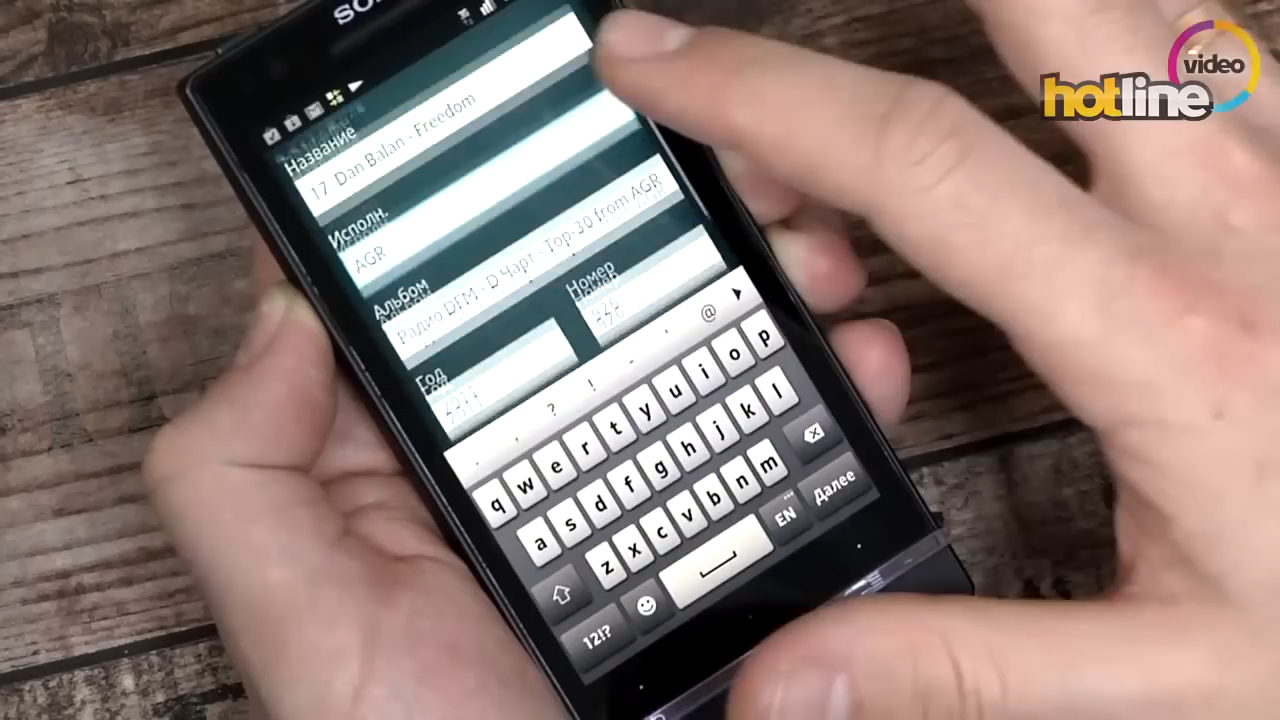 SO
video
hotline
Название
17 Dan Balan - Freedom
Исполн.
AGR
Альбом
Радио DFM - D Чарт - Top-30 from AGR
Номер
Год
? ! @
q w e r t y u i o p
a s d f g h j k l
z x c v b n m
12!? EN Далее